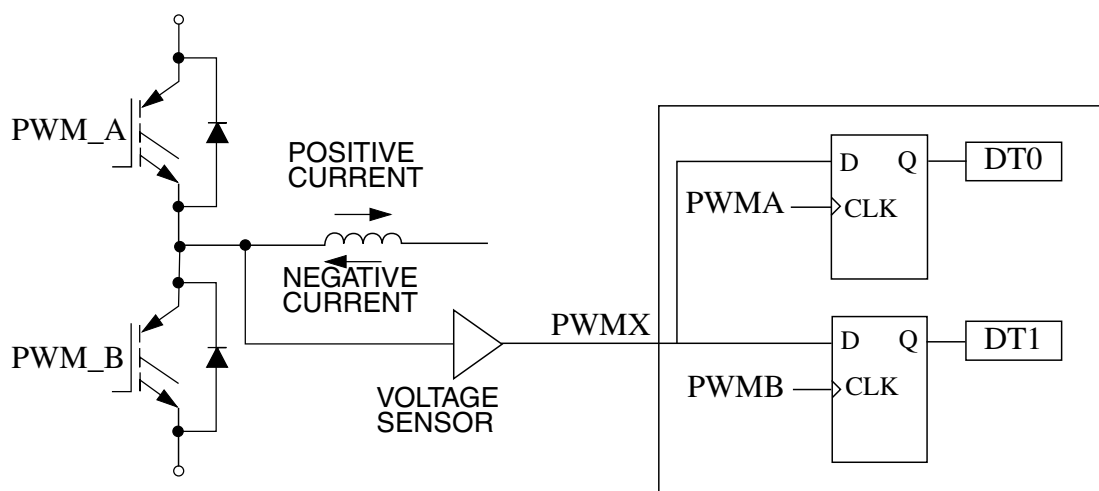 PWM_A
POSITIVE
CURRENT
NEGATIVE
CURRENT
PWM_B
VOLTAGE
SENSOR
PWMX
D
Q
DT0
PWMA
CLK
D
Q
DT1
PWMB
CLK